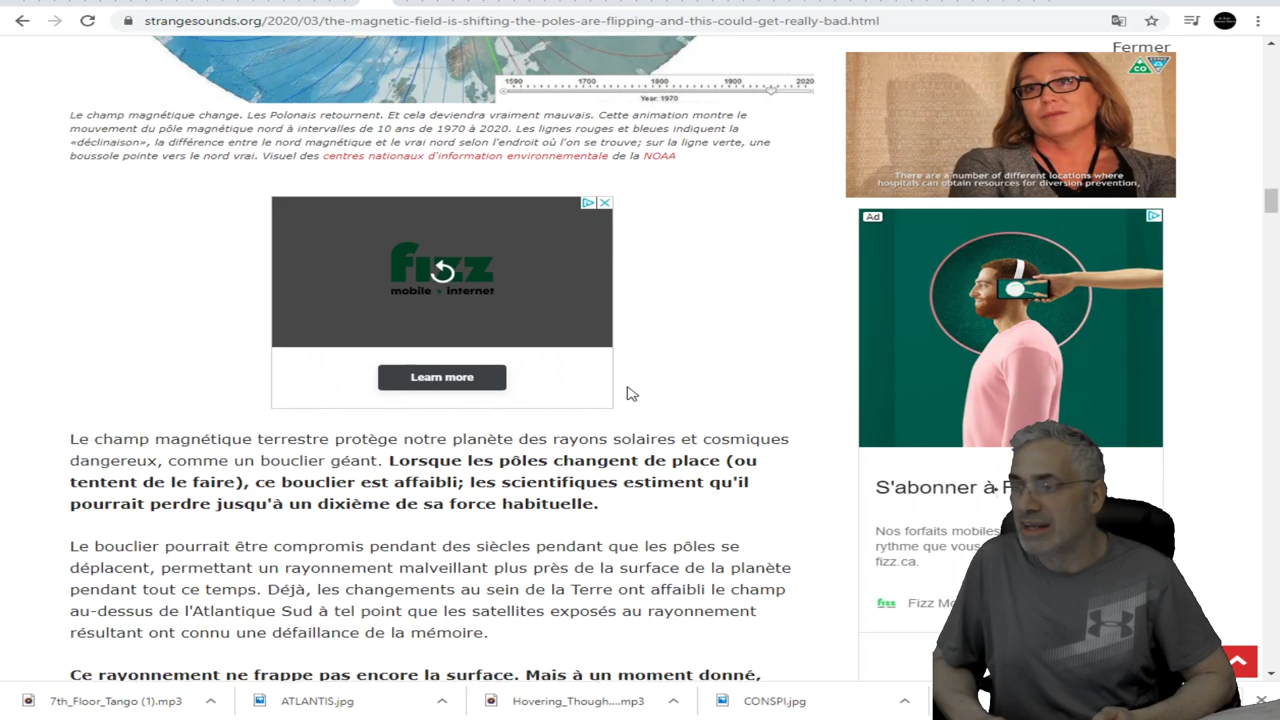 strangesounds.org/2020/03/the-magnetic-field-is-shifting-the-poles-are-flipping-and-this-could-get-really-bad.html
Fermer
1590 1700 1800 1900 2020
Year: 1970
Le champ magnétique change. Les Polonais retournent. Et cela deviendra vraiment mauvais. Cette animation montre le
mouvement du pôle magnétique nord à intervalles de 10 ans de 1970 à 2020. Les lignes rouges et bleues indiquent la
«déclinaison», la différence entre le nord magnétique et le vrai nord selon l'endroit où l'on se trouve; sur la ligne verte, une
boussole pointe vers le nord vrai. Visuel des centres nationaux d'information environnementale de la NOAA
CO
There are a number of different locations where
hospitals can obtain resources for diversion prevention,
Ad
fizz
mobile + internet
Learn more
Le champ magnétique terrestre protège notre planète des rayons solaires et cosmiques
dangereux, comme un bouclier géant. Lorsque les pôles changent de place (ou
tentent de le faire), ce bouclier est affaibli; les scientifiques estiment qu'il
pourrait perdre jusqu'à un dixième de sa force habituelle.
Le bouclier pourrait être compromis pendant des siècles pendant que les pôles se
déplacent, permettant un rayonnement malveillant plus près de la surface de la planète
pendant tout ce temps. Déjà, les changements au sein de la Terre ont affaibli le champ
au-dessus de l'Atlantique Sud à tel point que les satellites exposés au rayonnement
résultant ont connu une défaillance de la mémoire.
Ce rayonnement ne frappe pas encore la surface. Mais à un moment donné,
S'abonner à F
Nos forfaits mobiles
rythme que vous
fizz.ca.
fizz Fizz Mo
7th_Floor_Tango (1).mp3
ATLANTIS.jpg
Hovering_Though....mp3
CONSPI.jpg